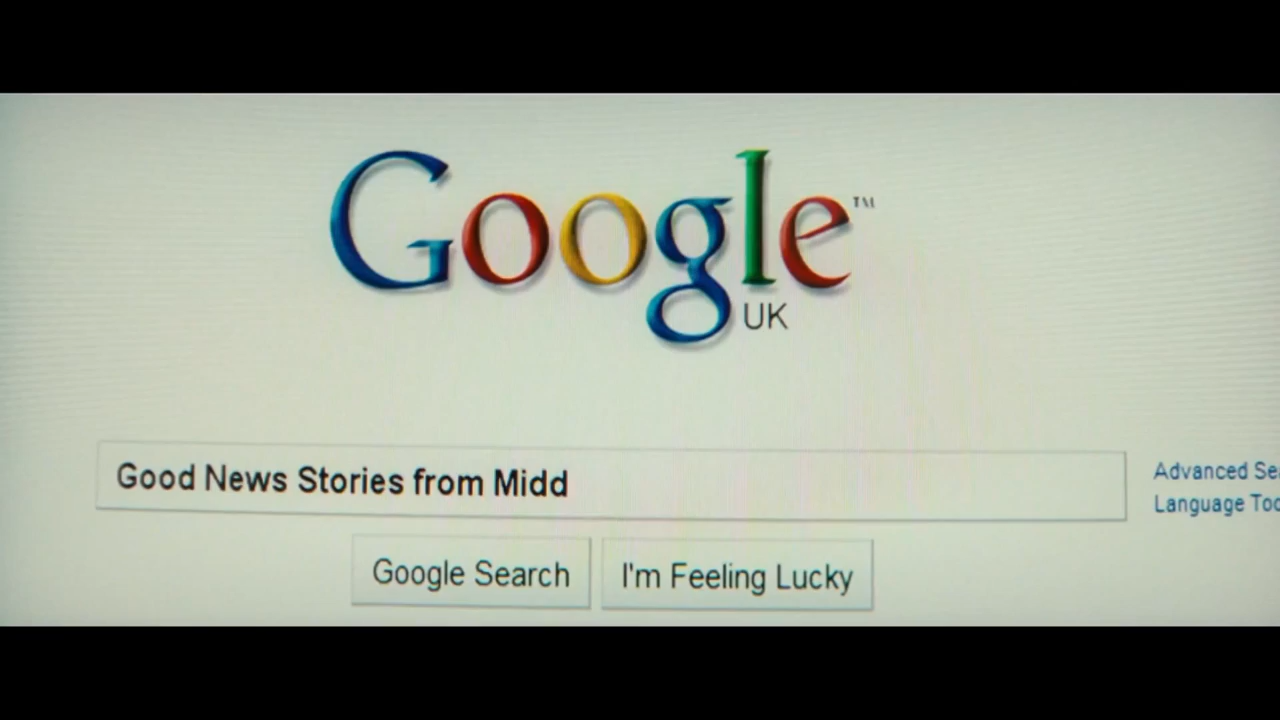 Google™
UK
Good News Stories from Midd
Advanced Se
Language Too
Google Search
I'm Feeling Lucky